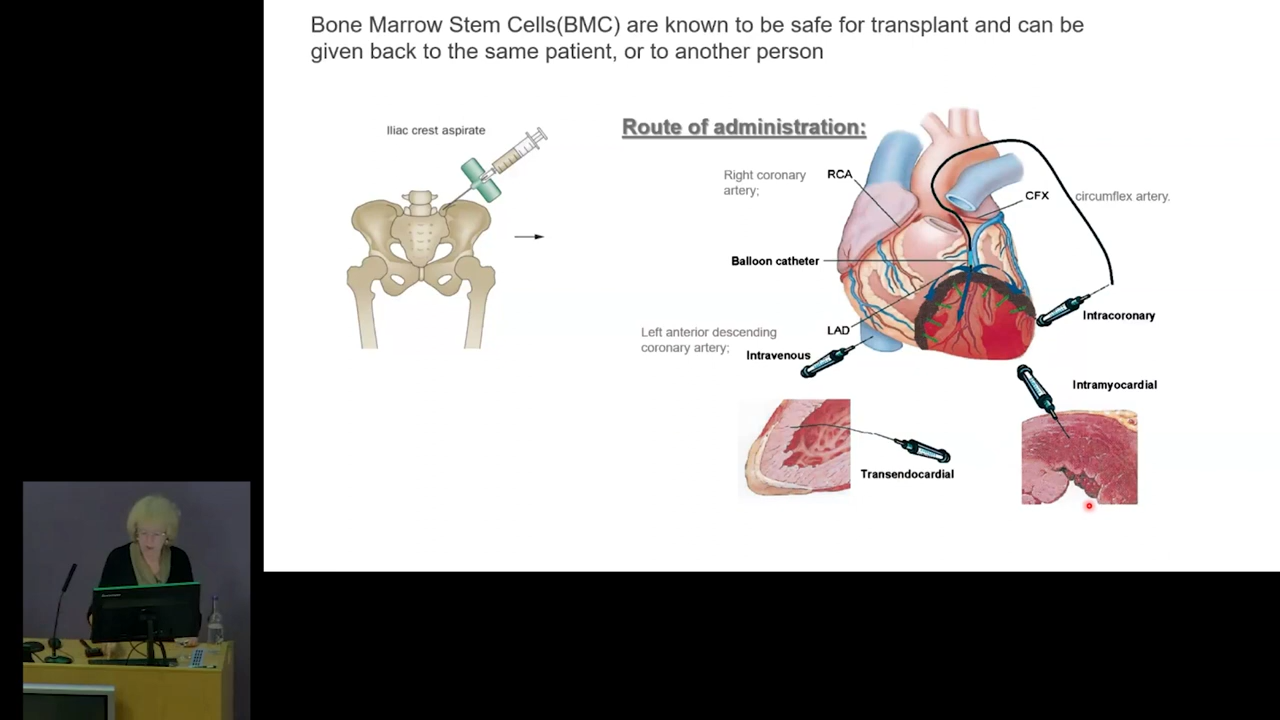 Bone Marrow Stem Cells(BMC) are known to be safe for transplant and can be
given back to the same patient, or to another person
Iliac crest aspirate
Route of administration:
Right coronary
artery;
RCA
CFX
circumflex artery.
Balloon catheter
LAD
Left anterior descending
coronary artery;
Intravenous
Intracoronary
Intramyocardial
Transendocardial